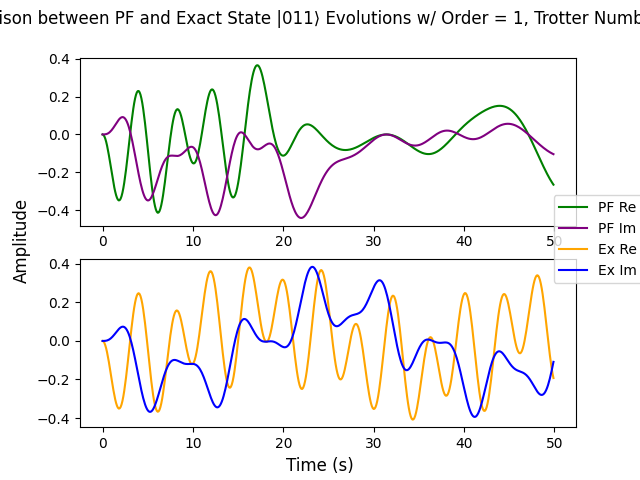 ison between PF and Exact State |011⟩ Evolutions w/ Order = 1, Trotter Numb
0.4
0.2
0.0
−0.2
−0.4
0 10 20 30 40 50
PF Re
PF Im
Ex Re
Ex Im
Amplitude
0.4
0.2
0.0
−0.2
−0.4
0 10 20 30 40 50
Time (s)